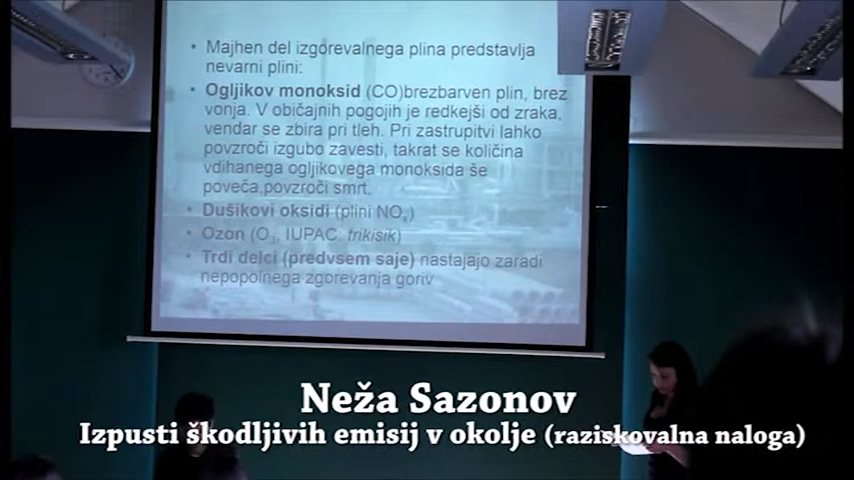 • Majhen del izgorevalnega plina predstavlja
nevarni plini:
• Ogljikov monoksid (CO)brezbarven plin, brez
vonja. V običajnih pogojih je redkejši od zraka,
vendar se zbira pri tleh. Pri zastrupitvi lahko
povzroči izgubo zavesti, takrat se količina
vdihanega ogljikovega monoksida še
poveča,povzroči smrt.
• Dušikovi oksidi (plini NOx)
• Ozon (O3, IUPAC: trikisik)
• Trdi delci (predvsem saje) nastajajo zaradi
nepopolnega zgorevanja goriv
Neža Sazonov
Izpusti škodljivih emisij v okolje (raziskovalna naloga)